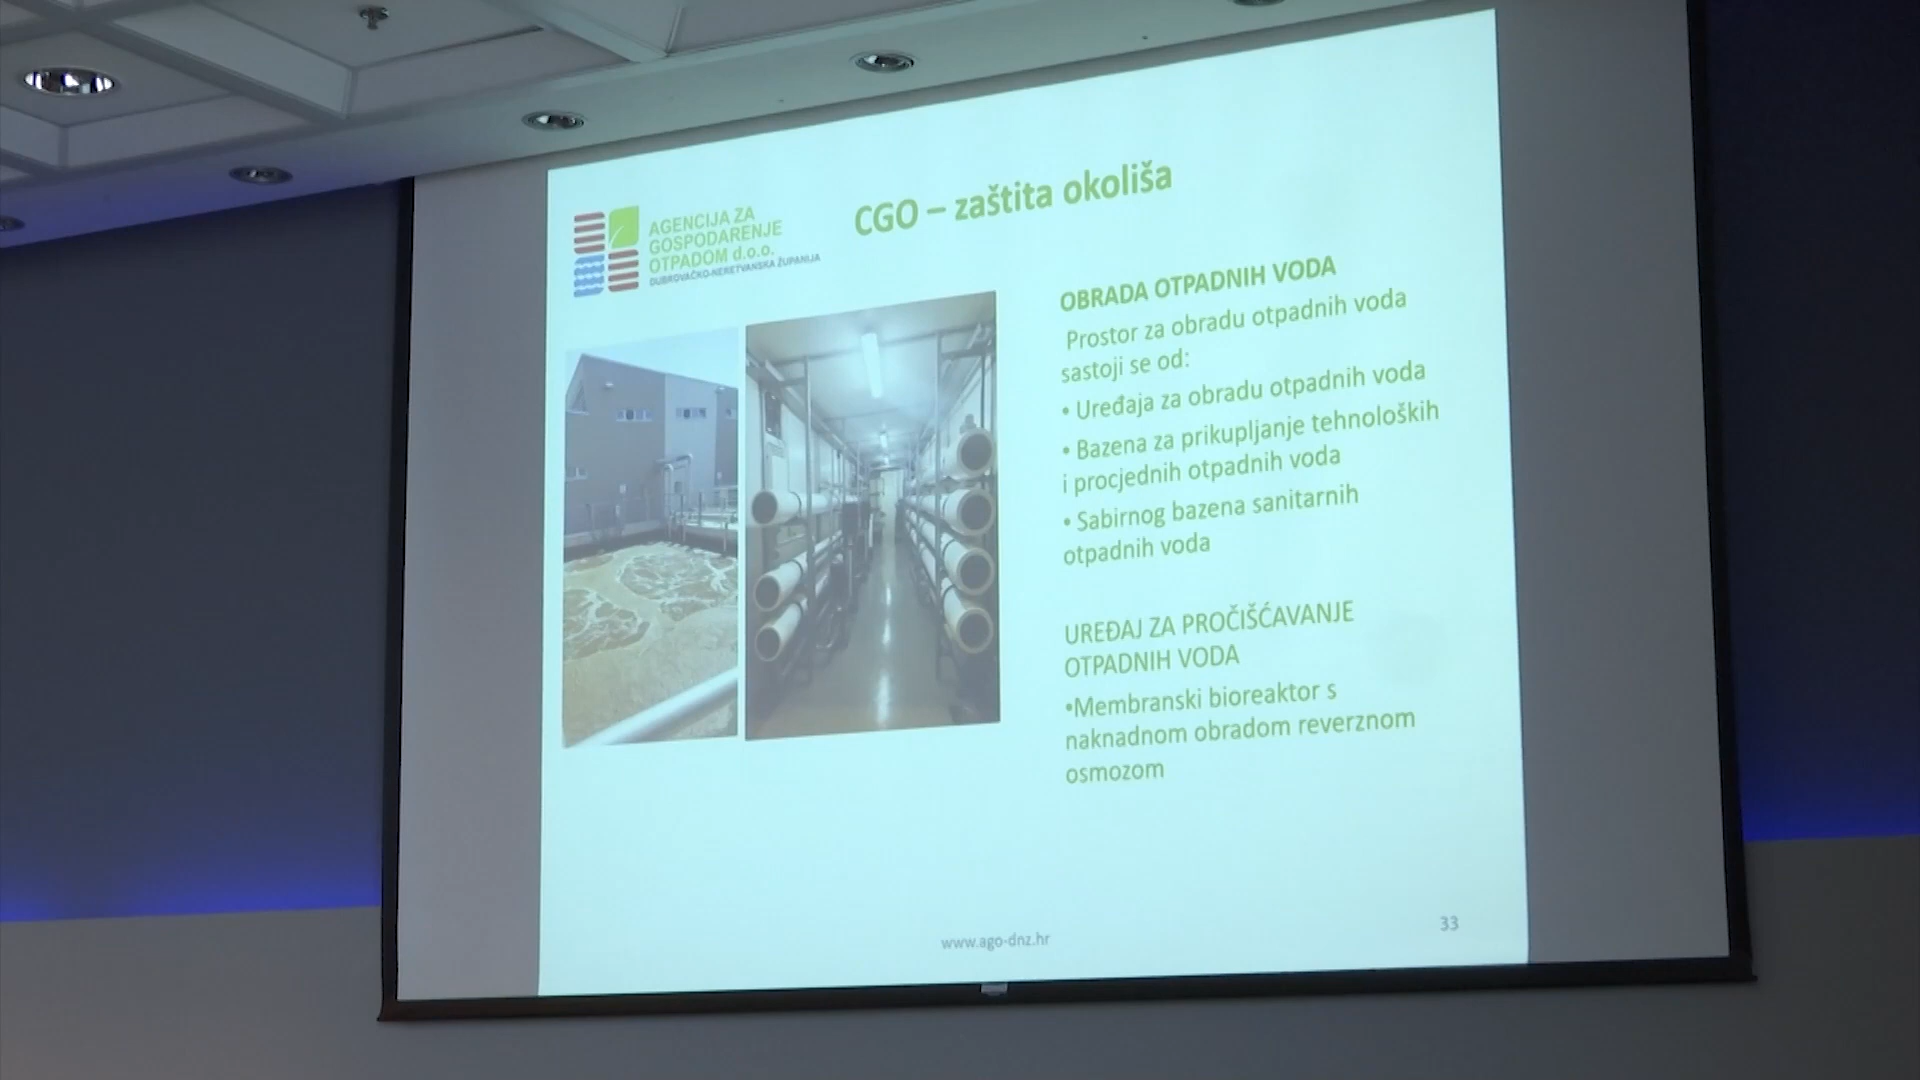 AGENCIJA ZA
GOSPODARENJE
OTPADOM d.o.o.
DUBROVAČKO-NERETVANSKA ŽUPANIJA
CGO – zaštita okoliša
OBRADA OTPADNIH VODA
Prostor za obradu otpadnih voda
sastoji se od:
• Uređaja za obradu otpadnih voda
• Bazena za prikupljanje tehnoloških
i procjednih otpadnih voda
• Sabirnog bazena sanitarnih
otpadnih voda
UREĐAJ ZA PROČIŠĆAVANJE
OTPADNIH VODA
•Membranski bioreaktor s
naknadnom obradom reverznom
osmozom
www.ago-dnz.hr
33